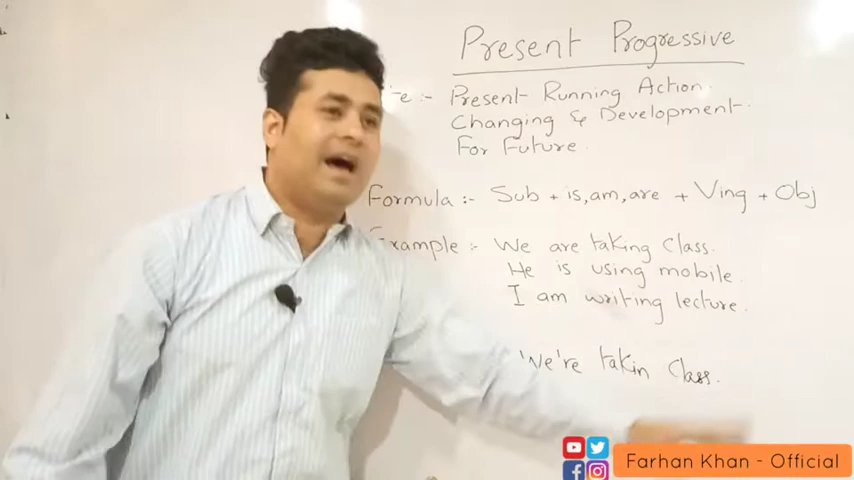 Present Progressive
:- Present Running Action.
Changing & Development.
For Future.
Formula :- Sub + is, am, are + Ving + Obj
Example :- We are taking Class.
He is using mobile.
I am writing lecture.
'We're takin Class.
Farhan Khan - Official